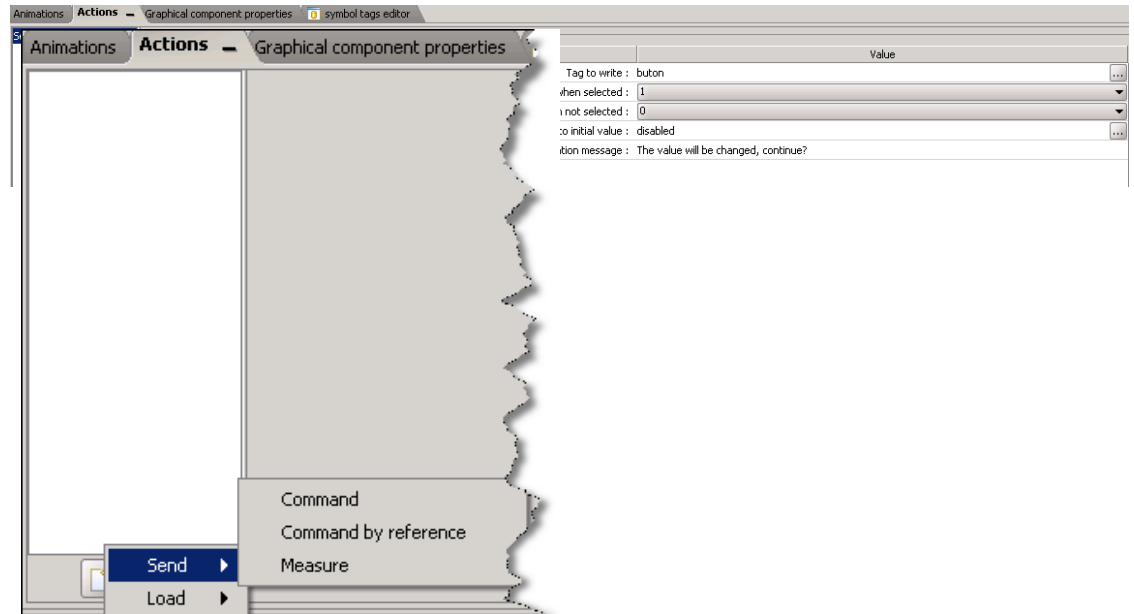 Animations Actions Graphical component properties symbol tags editor
Animations Actions Graphical component properties
Value
Tag to write : buton
when selected : 1
not selected : 0
to initial value : disabled
tion message : The value will be changed, continue?
Command
Command by reference
Send Measure
Load